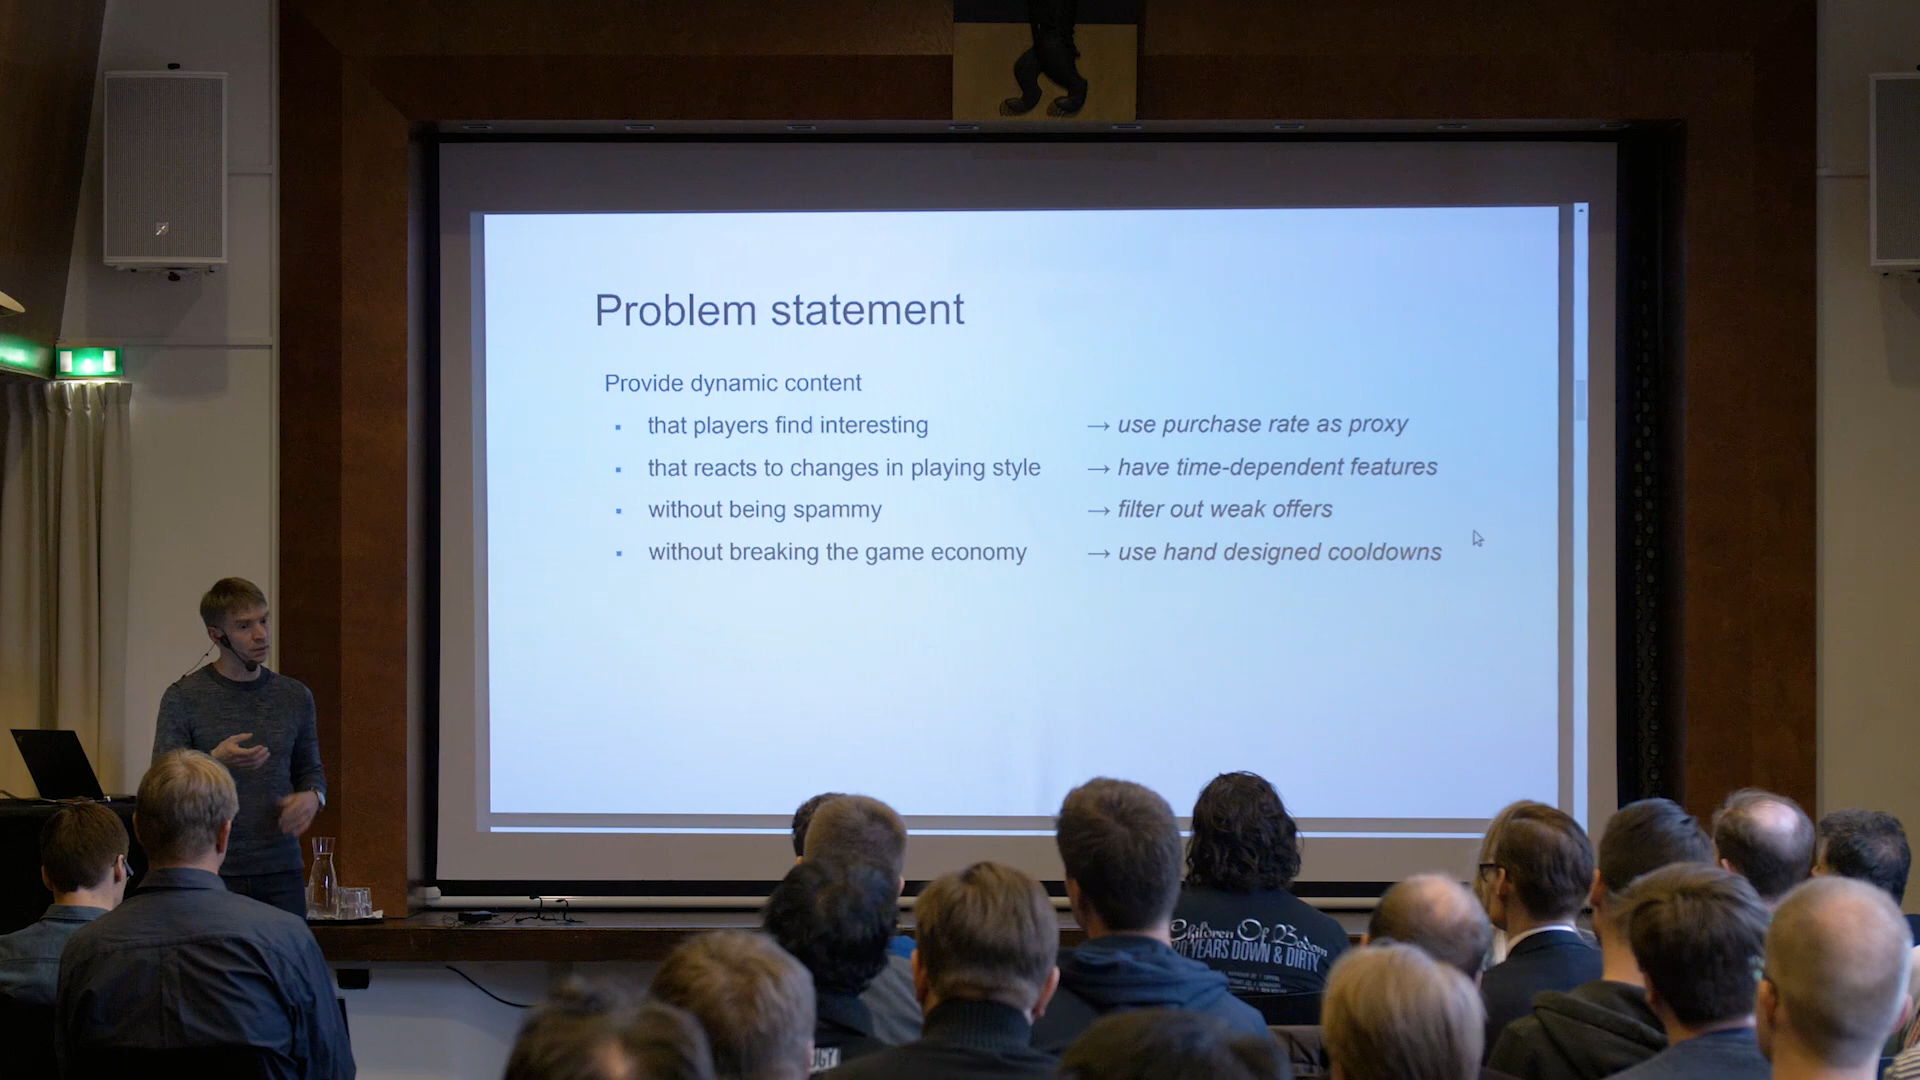 Problem statement
Provide dynamic content
▪ that players find interesting → use purchase rate as proxy
▪ that reacts to changes in playing style → have time-dependent features
▪ without being spammy → filter out weak offers
▪ without breaking the game economy → use hand designed cooldowns
Children Of Bodom
20 YEARS DOWN & DIRTY